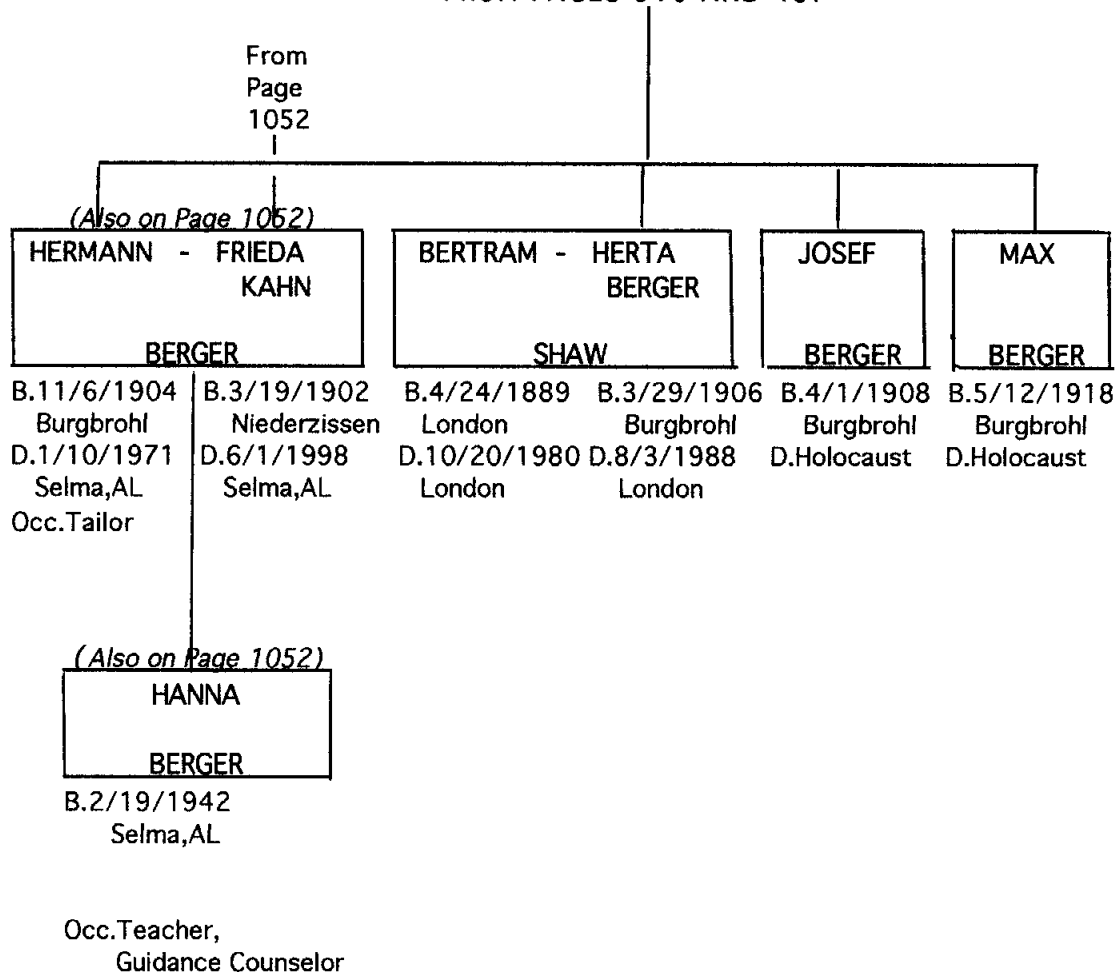 From
Page
1052
(Also on Page 1052)
HERMANN - FRIEDA
KAHN
BERGER
BERTRAM - HERTA
BERGER
SHAW
JOSEF
BERGER
MAX
BERGER
B.11/6/1904
Burgbrohl
D.1/10/1971
Selma,AL
Occ.Tailor
B.3/19/1902
Niederzissen
D.6/1/1998
Selma,AL
B.4/24/1889
London
D.10/20/1980
London
B.3/29/1906
Burgbrohl
D.8/3/1988
London
B.4/1/1908
Burgbrohl
D.Holocaust
B.5/12/1918
Burgbrohl
D.Holocaust
(Also on Page 1052)
HANNA
BERGER
B.2/19/1942
Selma,AL
Occ.Teacher,
Guidance Counselor